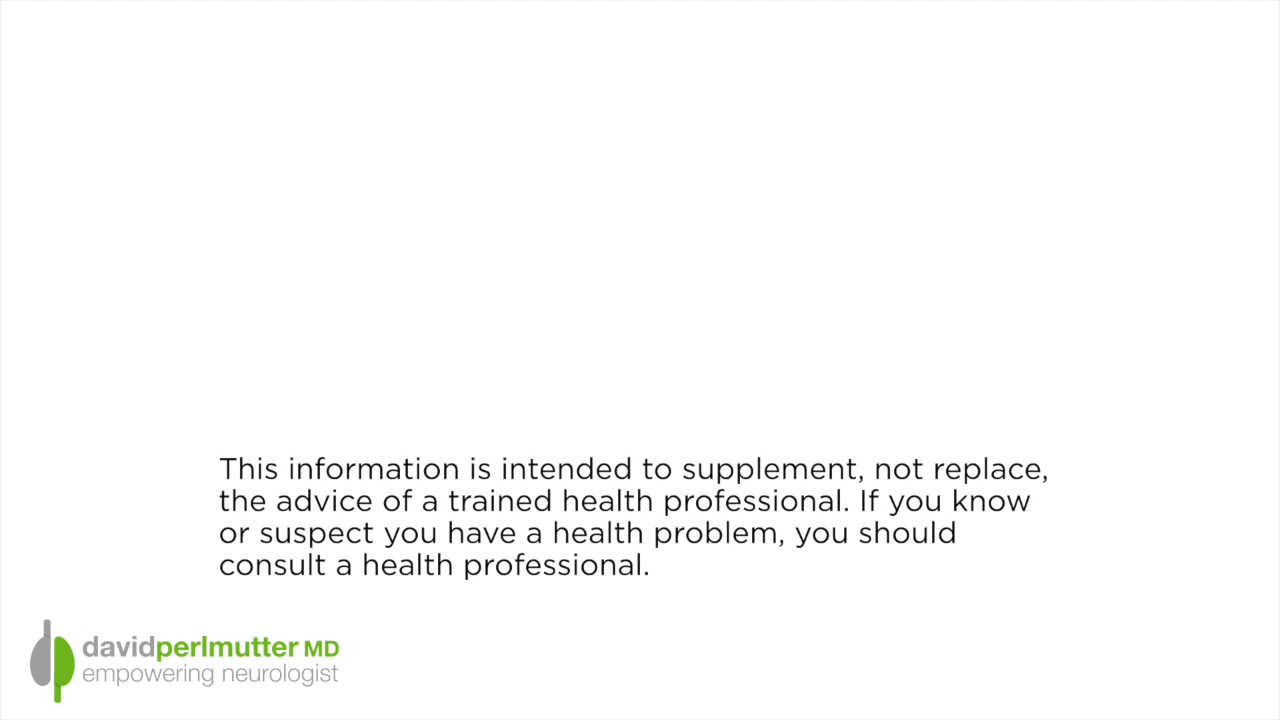 This information is intended to supplement, not replace,
the advice of a trained health professional. If you know
or suspect you have a health problem, you should
consult a health professional.
davidperlmutter MD
empowering neurologist